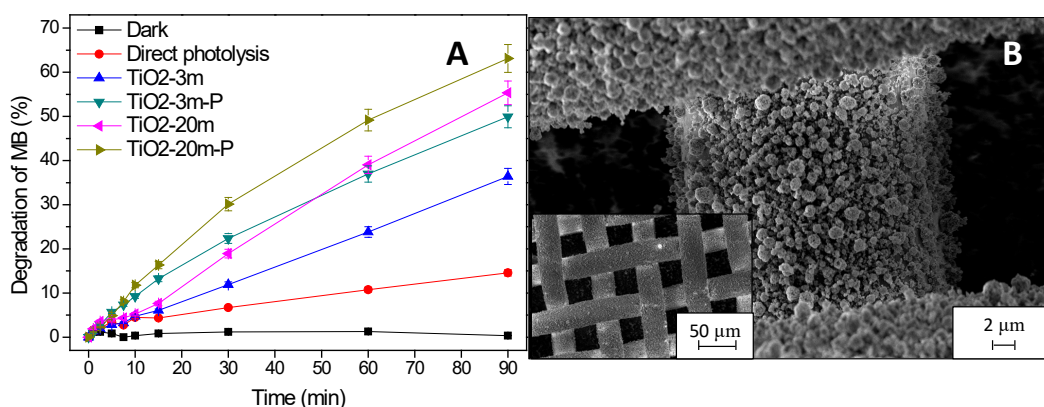 A
Dark
Direct photolysis
TiO2-3m
TiO2-3m-P
TiO2-20m
TiO2-20m-P
Degradation of MB (%)
70
60
50
40
30
20
10
0
0 10 20 30 40 50 60 70 80 90
Time (min)
B
50 μm
2 μm